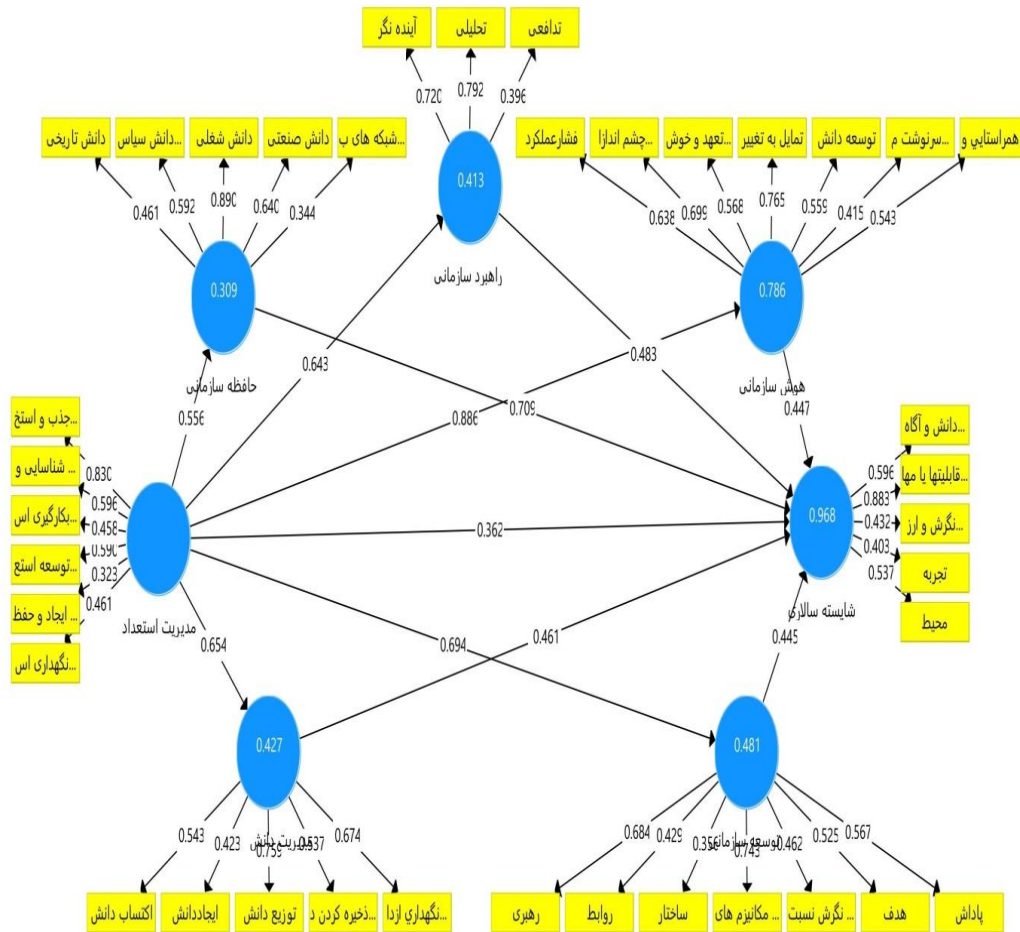 آینده نگر
تحلیلی
تدافعی
0.720
0.792
0.396
دانش تاریخی
دانش سیاس...
دانش شغلی
دانش صنعتی
شبکه های ب...
فشارعملکرد
چشم اندازا...
تعهد و خوش...
تمایل به تغییر
توسعه دانش
سرنوشت م...
همراستایي و
0.461
0.592
0.890
0.640
0.344
0.413
0.638
0.699
0.568
0.765
0.559
0.415
0.543
راهبرد سازمانی
0.309
0.786
حافظه سازمانی
هوش سازمانی
0.643
0.483
0.556
0.886
0.709
0.447
جذب و استخ...
شناسایی و ...
بکارگیری اس...
توسعه استع...
ایجاد و حفظ ...
نگهداری اس...
0.830
0.596
0.458
0.590
0.323
0.461
مدیریت استعداد
0.362
0.968
شایسته سالاری
دانش و آگاه...
قابلیتها یا مها...
نگرش و ارز...
تجربه
محیط
0.596
0.883
0.432
0.403
0.537
0.654
0.694
0.461
0.445
0.427
0.481
مدیریت دانش
توسعه سازمانی
0.543
0.423
0.759
0.537
0.674
0.684
0.429
0.356
0.743
0.462
0.525
0.567
اکتساب دانش
ایجاددانش
توزیع دانش
ذخیره کردن د...
نگهداري ازدا...
رهبری
روابط
ساختار
مکانیزم های ...
نگرش نسبت ...
هدف
پاداش